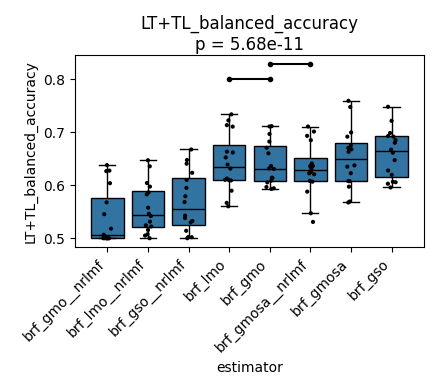 LT+TL_balanced_accuracy
p = 5.68e-11
LT+TL_balanced_accuracy
0.8
0.7
0.6
0.5
brf_gmo__nrlmf
brf_lmo__nrlmf
brf_gso__nrlmf
brf_lmo
brf_gmo
brf_gmosa__nrlmf
brf_gmosa
brf_gso
estimator